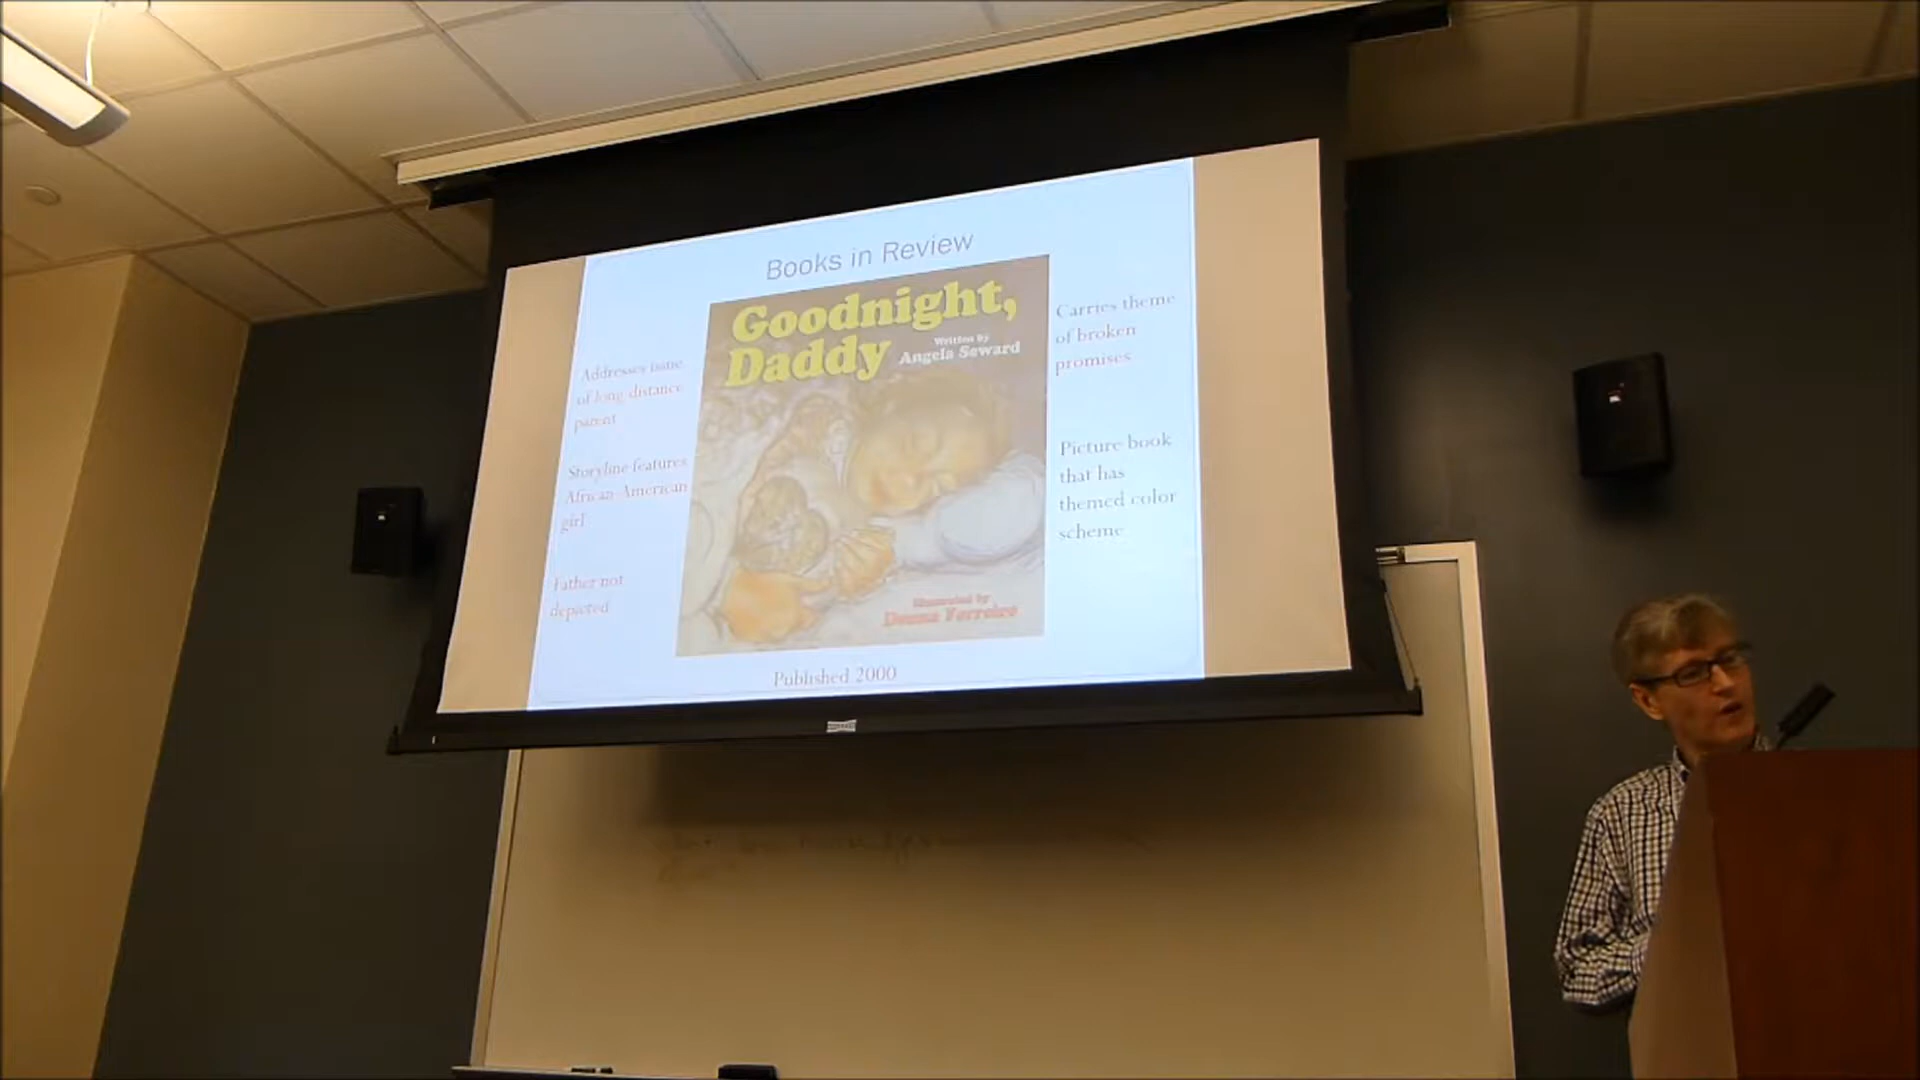 Books in Review
Goodnight,
Daddy
Written by
Angela Seward
Addresses issue
of long distance
parent
Storyline features
African-American
girl
Father not
depicted
Carries theme
of broken
promises
Picture book
that has
themed color
scheme
Illustrated by
Donna Ferreiro
Published 2000